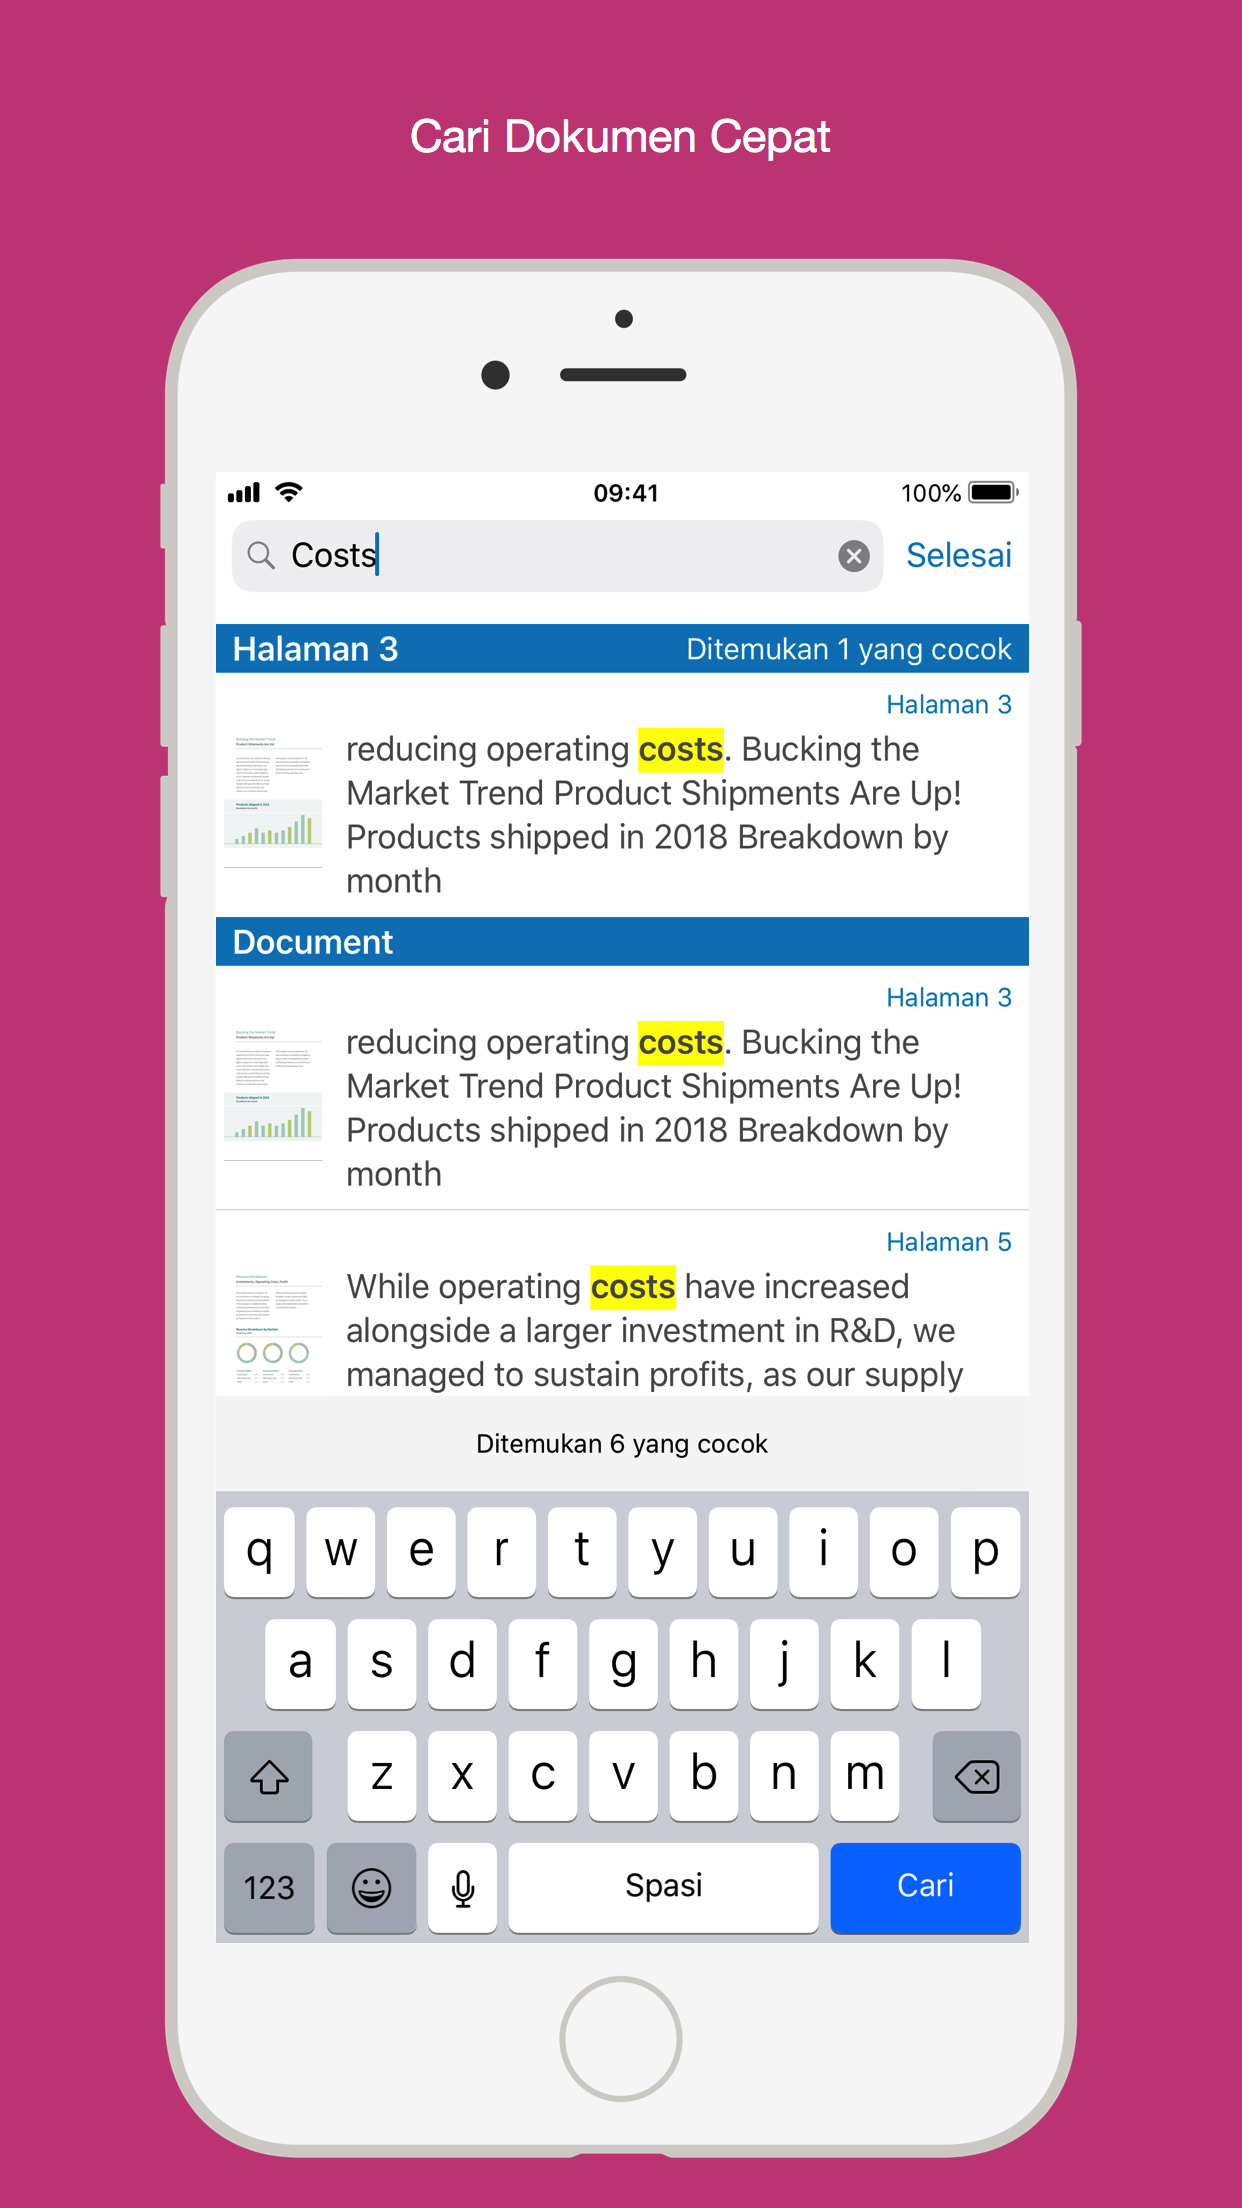 Cari Dokumen Cepat
09:41
100%
Costs
Selesai
Halaman 3
Ditemukan 1 yang cocok
Halaman 3
reducing operating costs. Bucking the
Market Trend Product Shipments Are Up!
Products shipped in 2018 Breakdown by
month
Document
Halaman 3
reducing operating costs. Bucking the
Market Trend Product Shipments Are Up!
Products shipped in 2018 Breakdown by
month
Halaman 5
While operating costs have increased
alongside a larger investment in R&D, we
managed to sustain profits, as our supply
Ditemukan 6 yang cocok
q w e r t y u i o p
a s d f g h j k l
z x c v b n m
123
Spasi
Cari